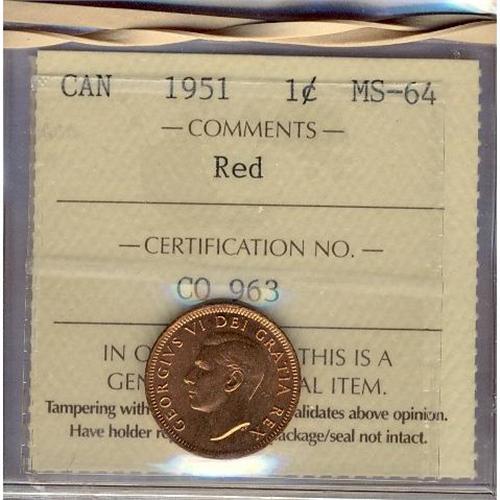 CAN 1951 1¢ MS-64
— COMMENTS —
Red
— CERTIFICATION NO. —
CO 963
IN O THIS IS A
GEN AL ITEM.
Tampering with alidates above opinion.
Have holder re ackage/seal not intact.
GEORGIVS VI DEI GRATIA REX